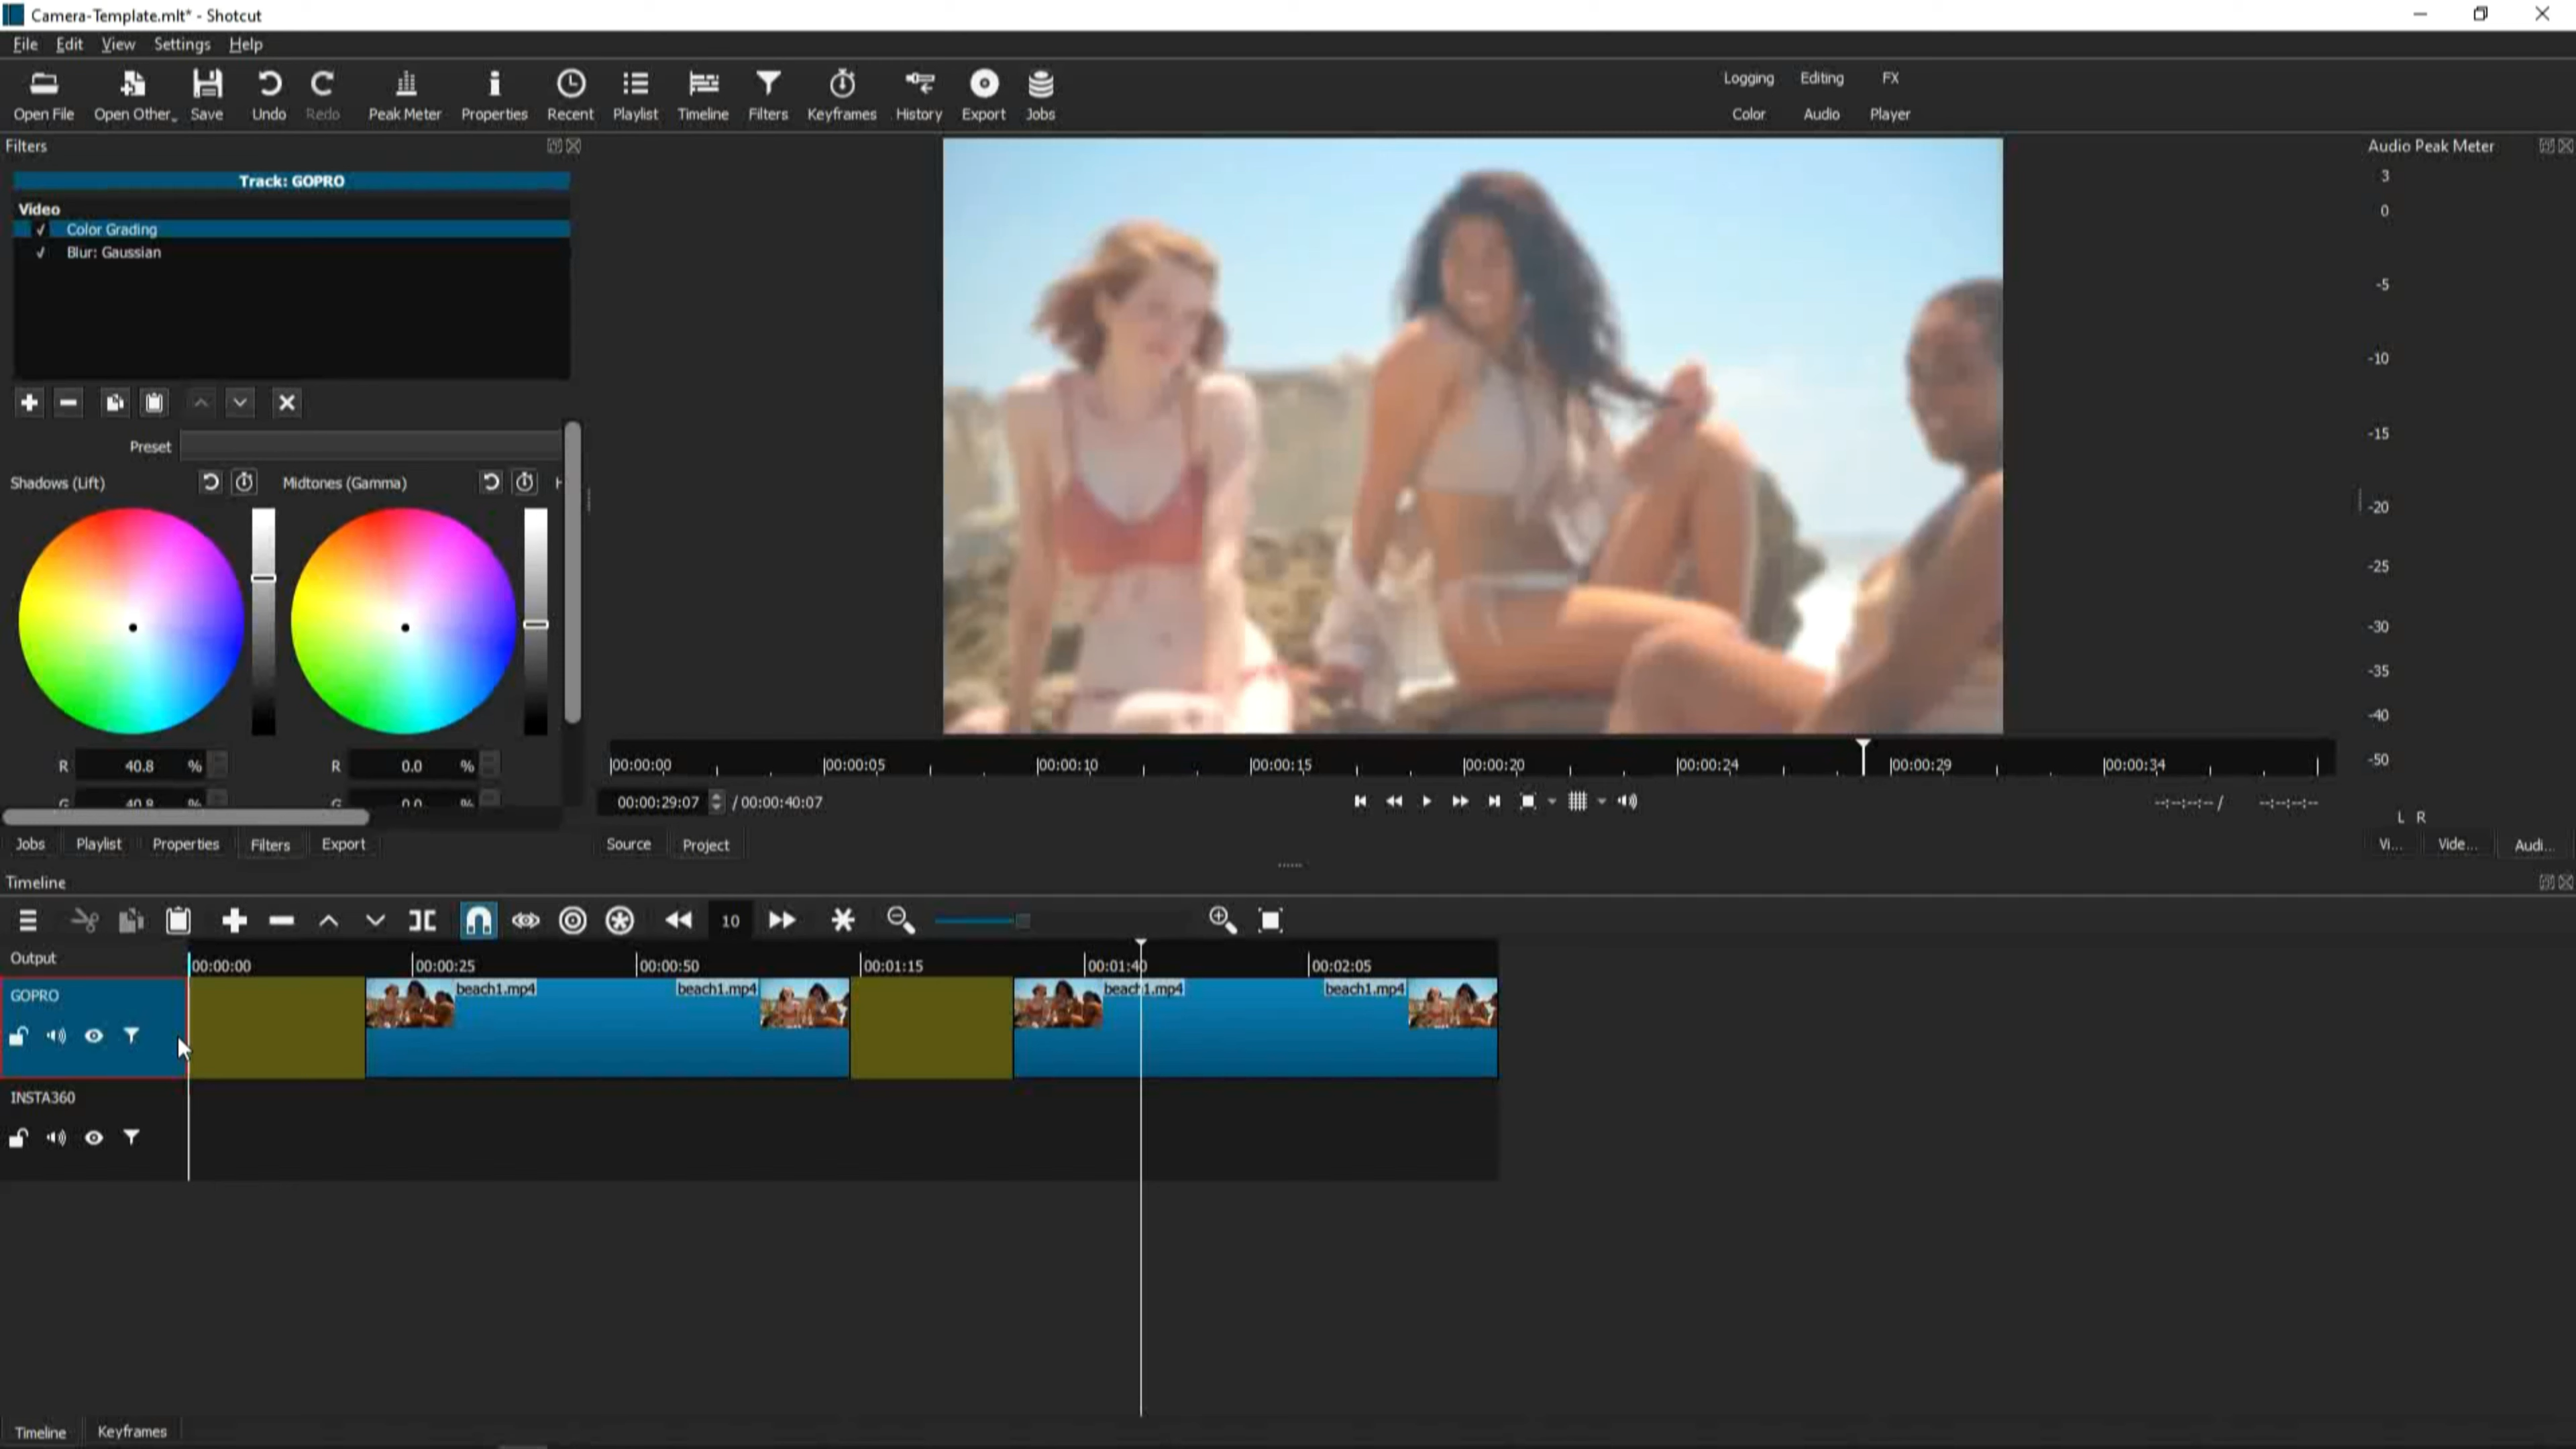 Camera-Template.mlt* - Shotcut
File Edit View Settings Help
Open File Open Other.. Save Undo Redo Peak Meter Properties Recent Playlist Timeline Filters Keyframes History Export Jobs
Logging Editing FX
Color Audio Player
Filters
Track: GOPRO
Video
✓ Color Grading
✓ Blur: Gaussian
Preset
Shadows (Lift) Midtones (Gamma)
R 40.8 % R 0.0 %
Audio Peak Meter
3
0
-5
-10
-15
-20
-25
-30
-35
-40
-50
L R
00:00:00 00:00:05 00:00:10 00:00:15 00:00:20 00:00:24 00:00:29 00:00:34
00:00:29:07 / 00:00:40:07 --:--:--:-- / --:--:--:--
Jobs Playlist Properties Filters Export
Source Project
Vi... Vide... Audi...
Timeline
10
Output
00:00:00 00:00:25 00:00:50 00:01:15 00:01:40 00:02:05
GOPRO
beach1.mp4 beach1.mp4 beach1.mp4 beach1.mp4
INSTA360
Timeline Keyframes